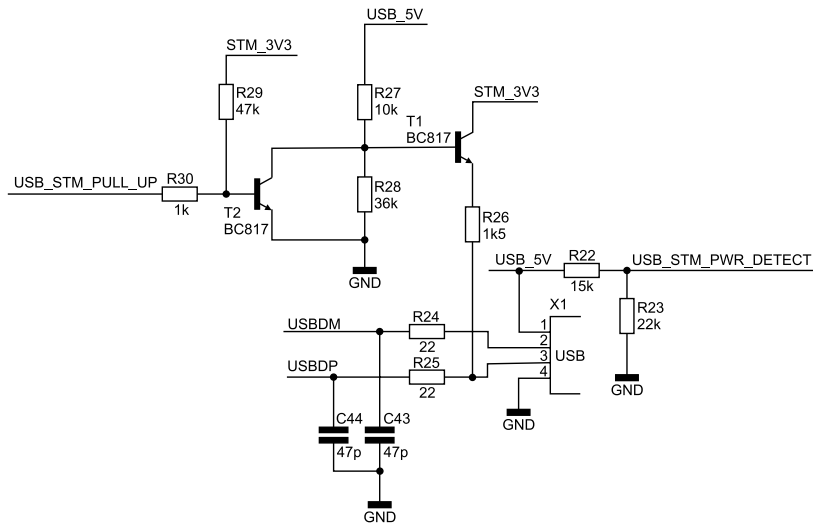 USB_5V
STM_3V3
R29
47k
R27
10k
STM_3V3
T1
BC817
USB_STM_PULL_UP
R30
1k
T2
BC817
R28
36k
GND
R26
1k5
USB_5V
R22
15k
USB_STM_PWR_DETECT
X1
R23
22k
USBDM
R24
22
1
2
3
4
USB
USBDP
R25
22
GND
GND
C44
47p
C43
47p
GND